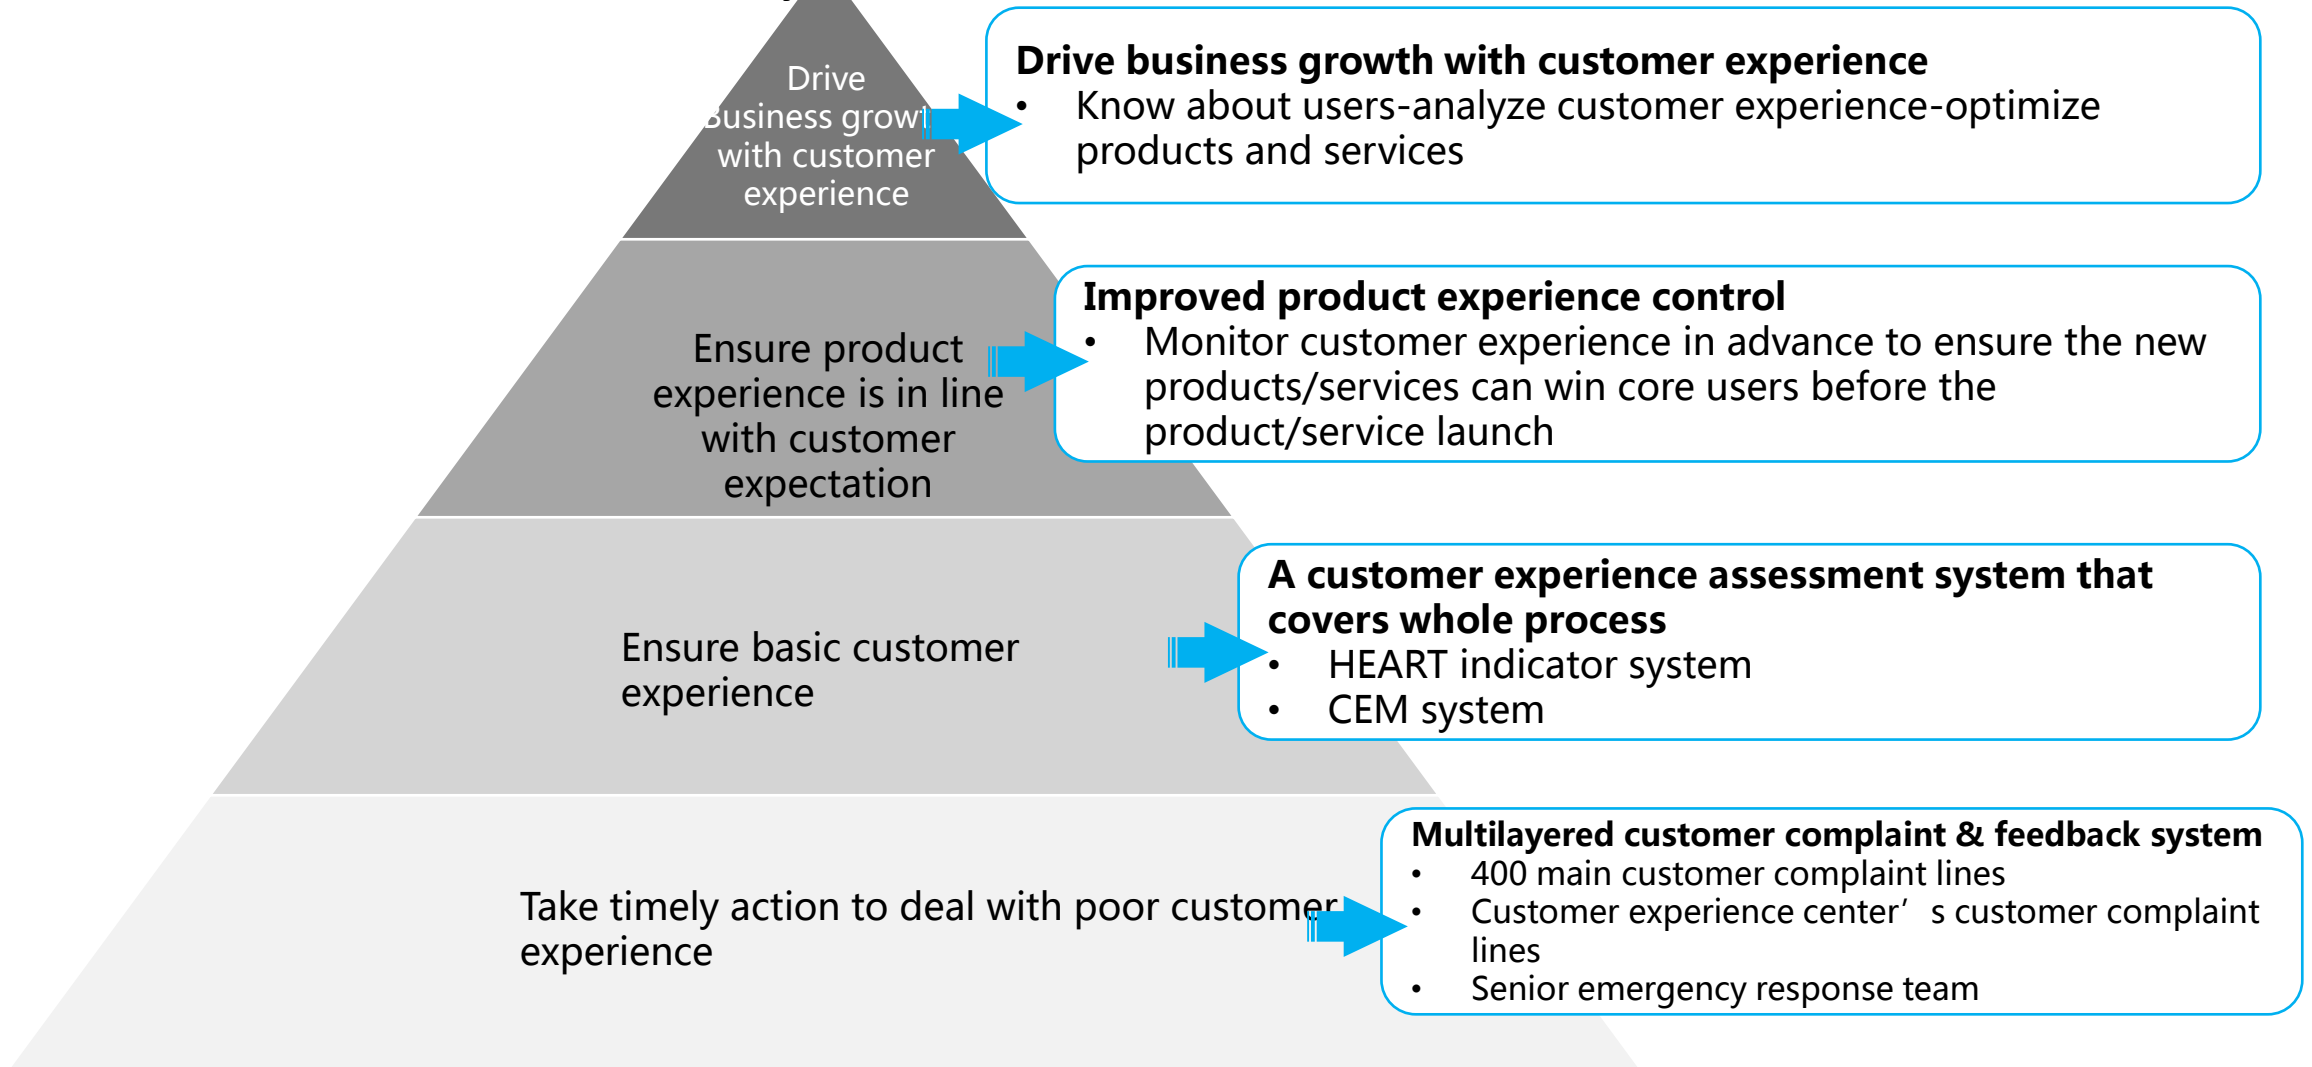 Drive
Business growth
with customer
experience
Drive business growth with customer experience
• Know about users-analyze customer experience-optimize
products and services
Ensure product
experience is in line
with customer
expectation
Improved product experience control
• Monitor customer experience in advance to ensure the new
products/services can win core users before the
product/service launch
Ensure basic customer
experience
A customer experience assessment system that
covers whole process
• HEART indicator system
• CEM system
Take timely action to deal with poor customer
experience
Multilayered customer complaint & feedback system
• 400 main customer complaint lines
• Customer experience center’s customer complaint
lines
• Senior emergency response team